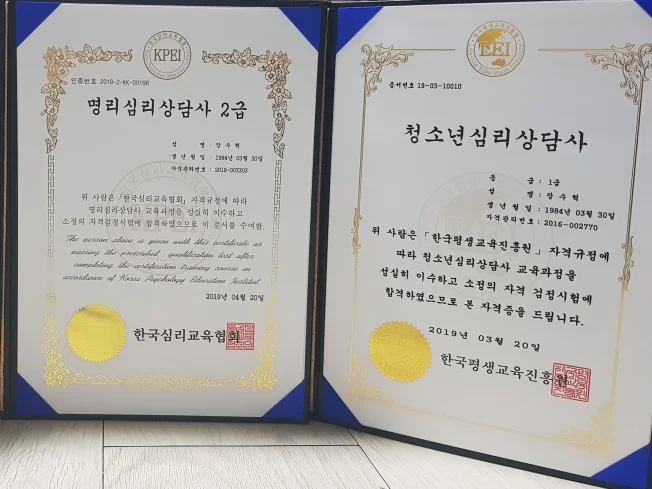 KPEI
인증번호 2019-2-KK-00196
명리심리상담사 2급
성 명 : 장수혁
생 년 월 일 : 1984년 03월 30일
자격관리번호 : 2018-003303
위 사람은 「한국심리교육협회」 자격규정에 따라
명리심리상담사 교육과정을 성실히 이수하고
소정의 자격검정시험에 합격하였으므로 이 증서를 수여함.
The person above is given with this certificate as
passing the prescribed qualification test after
completing the certification training course in
accordance of Korea Psychology Education Institut.
2019년 04월 20일
한국심리교육협회
LEI
증서번호 19-03-10010
청소년심리상담사
등 급 : 1급
성 명 : 장수혁
생 년 월 일 : 1984년 03월 30일
자격관리번호 : 2016-002770
위 사람은 「한국평생교육진흥원」 자격규정에
따라 청소년심리상담사 교육과정을
성실히 이수하고 소정의 자격 검정시험에
합격하였으므로 본 자격증을 드립니다.
2019년 03월 20일
한국평생교육진흥원